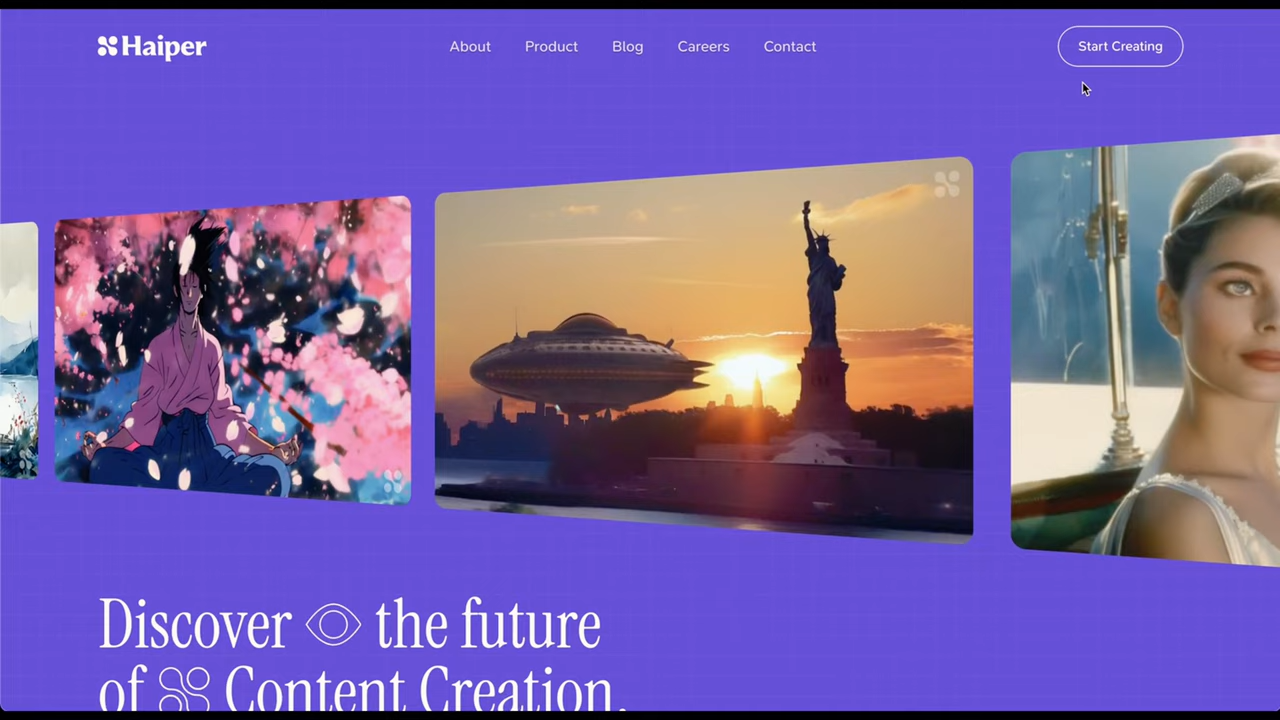 Haiper
About
Product
Blog
Careers
Contact
Start Creating
Discover the future
of Content Creation.